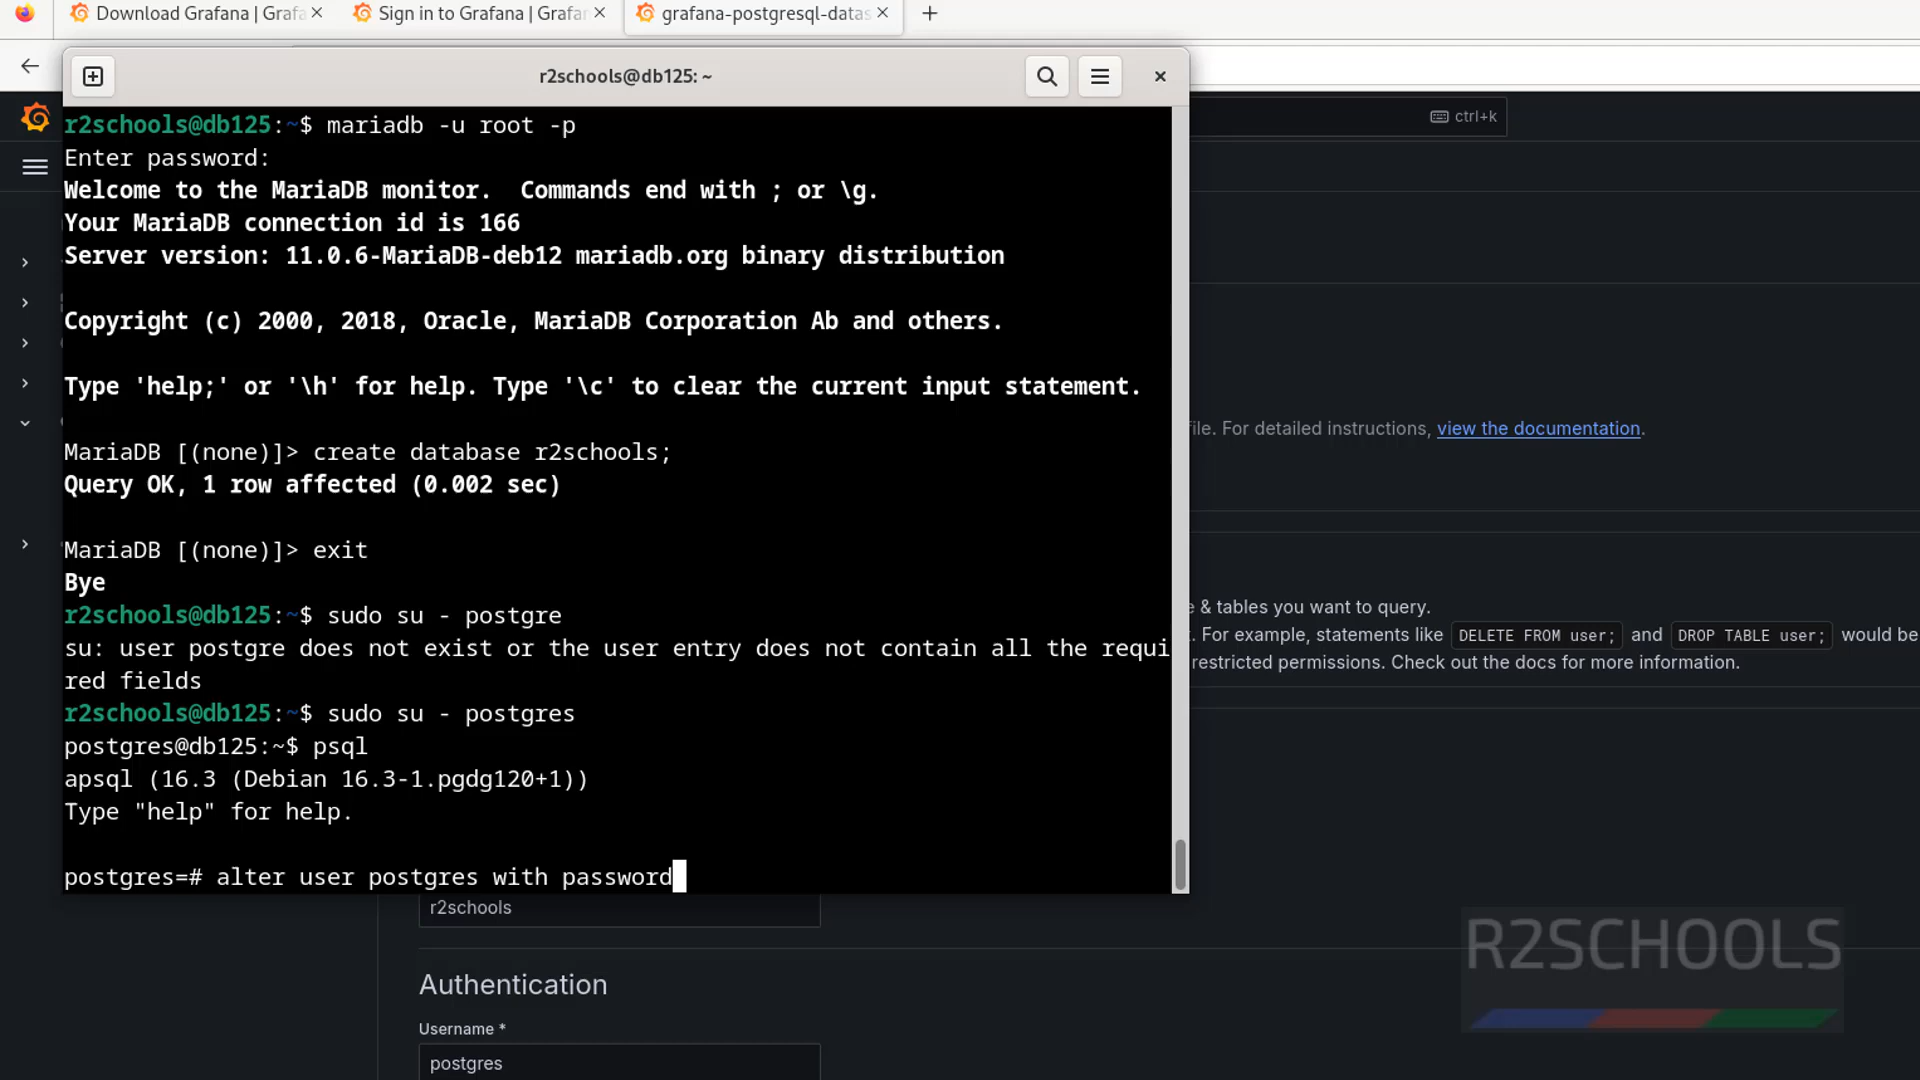 Download Grafana | Grafa
Sign in to Grafana | Grafan
grafana-postgresql-datas
r2schools@db125: ~
ctrl+k
r2schools@db125:~$ mariadb -u root -p
Enter password:
Welcome to the MariaDB monitor.  Commands end with ; or \g.
Your MariaDB connection id is 166
Server version: 11.0.6-MariaDB-deb12 mariadb.org binary distribution
Copyright (c) 2000, 2018, Oracle, MariaDB Corporation Ab and others.
Type 'help;' or '\h' for help. Type '\c' to clear the current input statement.
MariaDB [(none)]> create database r2schools;
Query OK, 1 row affected (0.002 sec)
MariaDB [(none)]> exit
Bye
r2schools@db125:~$ sudo su - postgre
su: user postgre does not exist or the user entry does not contain all the requi
red fields
r2schools@db125:~$ sudo su - postgres
postgres@db125:~$ psql
apsql (16.3 (Debian 16.3-1.pgdg120+1))
Type "help" for help.
postgres=# alter user postgres with password
file. For detailed instructions, view the documentation.
& tables you want to query.
. For example, statements like DELETE FROM user; and DROP TABLE user; would be
restricted permissions. Check out the docs for more information.
r2schools
Authentication
Username *
postgres
R2SCHOOLS